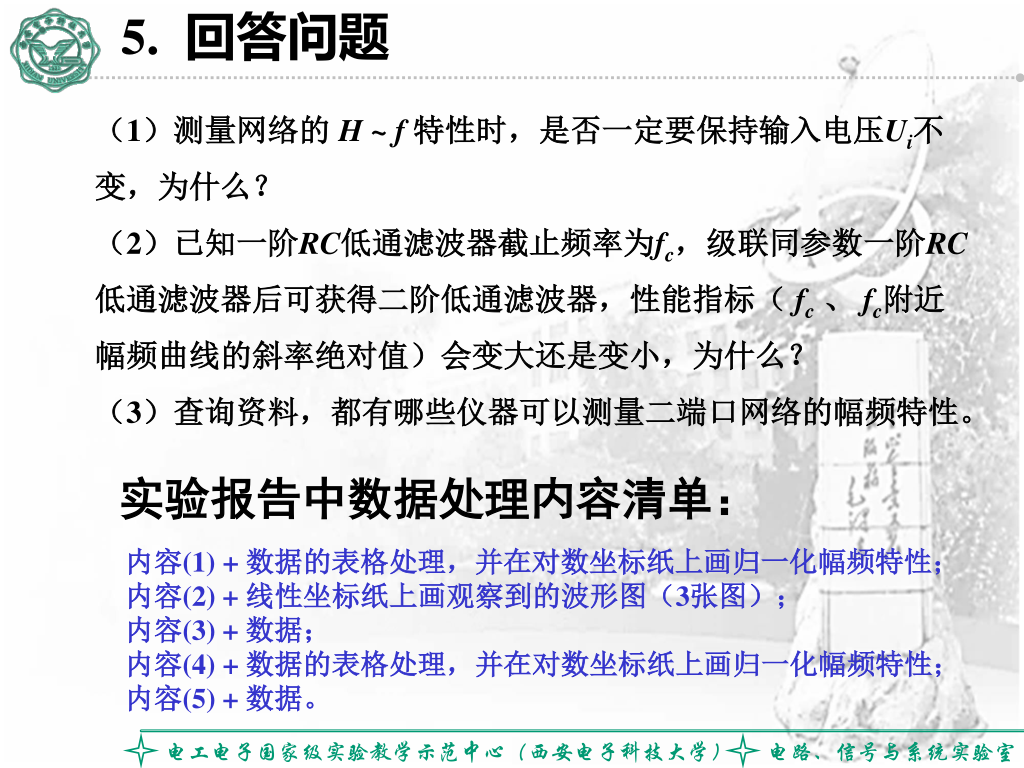 5. 回答问题
（1）测量网络的 H ~ f 特性时，是否一定要保持输入电压Ui不
变，为什么？
（2）已知一阶RC低通滤波器截止频率为fc，级联同参数一阶RC
低通滤波器后可获得二阶低通滤波器，性能指标（ fc 、 fc附近
幅频曲线的斜率绝对值）会变大还是变小，为什么？
（3）查询资料，都有哪些仪器可以测量二端口网络的幅频特性。
实验报告中数据处理内容清单：
内容(1) + 数据的表格处理，并在对数坐标纸上画归一化幅频特性；
内容(2) + 线性坐标纸上画观察到的波形图（3张图）；
内容(3) + 数据；
内容(4) + 数据的表格处理，并在对数坐标纸上画归一化幅频特性；
内容(5) + 数据。
电工电子国家级实验教学示范中心（西安电子科技大学） 电路、信号与系统实验室